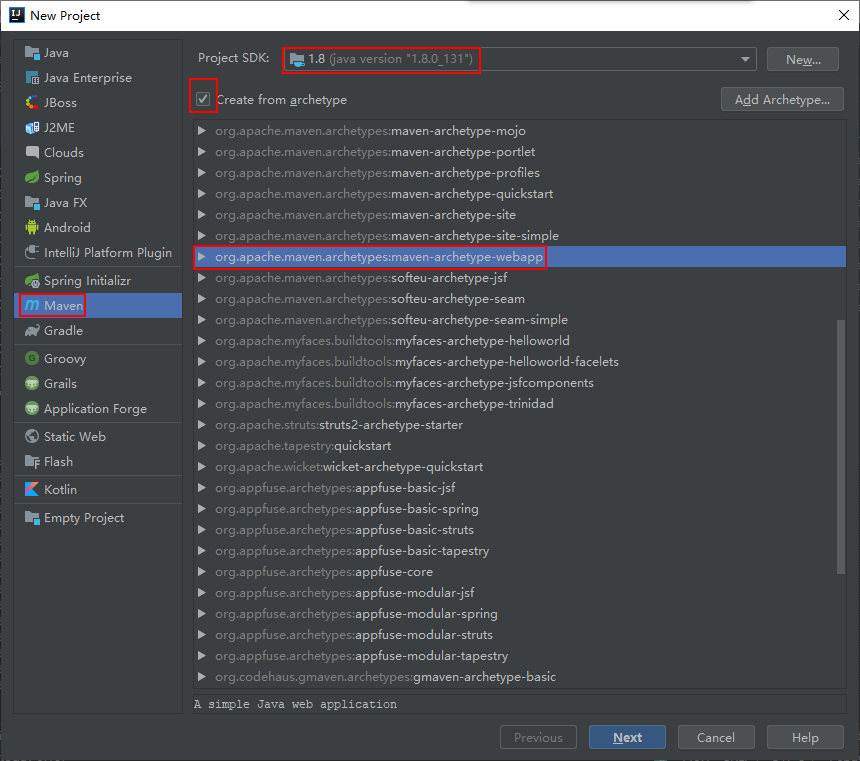 New Project
Java
Java Enterprise
JBoss
J2ME
Clouds
Spring
Java FX
Android
IntelliJ Platform Plugin
Spring Initializr
Maven
Gradle
Groovy
Grails
Application Forge
Static Web
Flash
Kotlin
Empty Project
Project SDK: 1.8 (java version "1.8.0_131") New...
Create from archetype Add Archetype...
org.apache.maven.archetypes:maven-archetype-mojo
org.apache.maven.archetypes:maven-archetype-portlet
org.apache.maven.archetypes:maven-archetype-profiles
org.apache.maven.archetypes:maven-archetype-quickstart
org.apache.maven.archetypes:maven-archetype-site
org.apache.maven.archetypes:maven-archetype-site-simple
org.apache.maven.archetypes:maven-archetype-webapp
org.apache.maven.archetypes:softeu-archetype-jsf
org.apache.maven.archetypes:softeu-archetype-seam
org.apache.maven.archetypes:softeu-archetype-seam-simple
org.apache.myfaces.buildtools:myfaces-archetype-helloworld
org.apache.myfaces.buildtools:myfaces-archetype-helloworld-facelets
org.apache.myfaces.buildtools:myfaces-archetype-jsfcomponents
org.apache.myfaces.buildtools:myfaces-archetype-trinidad
org.apache.struts:struts2-archetype-starter
org.apache.tapestry:quickstart
org.apache.wicket:wicket-archetype-quickstart
org.appfuse.archetypes:appfuse-basic-jsf
org.appfuse.archetypes:appfuse-basic-spring
org.appfuse.archetypes:appfuse-basic-struts
org.appfuse.archetypes:appfuse-basic-tapestry
org.appfuse.archetypes:appfuse-core
org.appfuse.archetypes:appfuse-modular-jsf
org.appfuse.archetypes:appfuse-modular-spring
org.appfuse.archetypes:appfuse-modular-struts
org.appfuse.archetypes:appfuse-modular-tapestry
org.codehaus.gmaven.archetypes:gmaven-archetype-basic
A simple Java web application
Previous Next Cancel Help